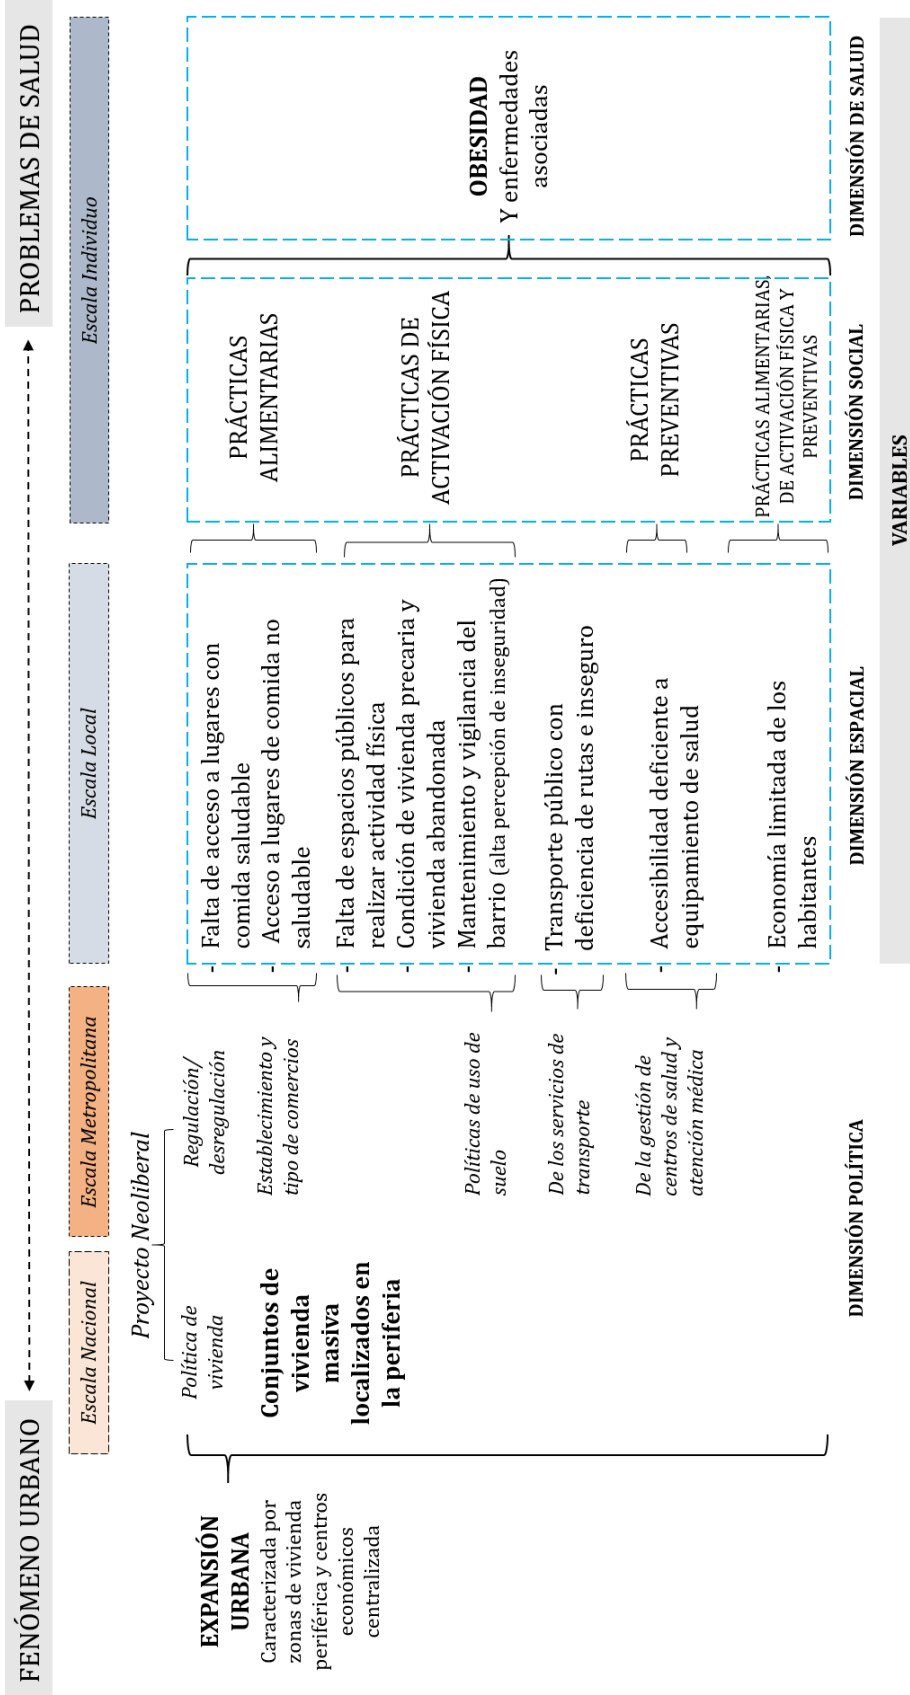 FENÓMENO URBANO
PROBLEMAS DE SALUD
Escala Nacional
Escala Metropolitana
Escala Local
Escala Individuo
EXPANSIÓN
URBANA
Caracterizada por
zonas de vivienda
periférica y centros
económicos
centralizada
Proyecto Neoliberal
Política de
vivienda
Conjuntos de
vivienda
masiva
localizados en
la periferia
Regulación/
desregulación
Establecimiento y
tipo de comercios
Políticas de uso de
suelo
De los servicios de
transporte
De la gestión de
centros de salud y
atención médica
- Falta de acceso a lugares con
comida saludable
- Acceso a lugares de comida no
saludable
- Falta de espacios públicos para
realizar actividad física
- Condición de vivienda precaria y
vivienda abandonada
- Mantenimiento y vigilancia del
barrio (alta percepción de inseguridad)
- Transporte público con
deficiencia de rutas e inseguro
- Accesibilidad deficiente a
equipamiento de salud
- Economía limitada de los
habitantes
PRÁCTICAS
ALIMENTARIAS
PRÁCTICAS DE
ACTIVACIÓN FÍSICA
PRÁCTICAS
PREVENTIVAS
PRÁCTICAS ALIMENTARIAS,
DE ACTIVACIÓN FÍSICA Y
PREVENTIVAS
OBESIDAD
Y enfermedades
asociadas
DIMENSIÓN POLÍTICA
DIMENSIÓN ESPACIAL
DIMENSIÓN SOCIAL
DIMENSIÓN DE SALUD
VARIABLES